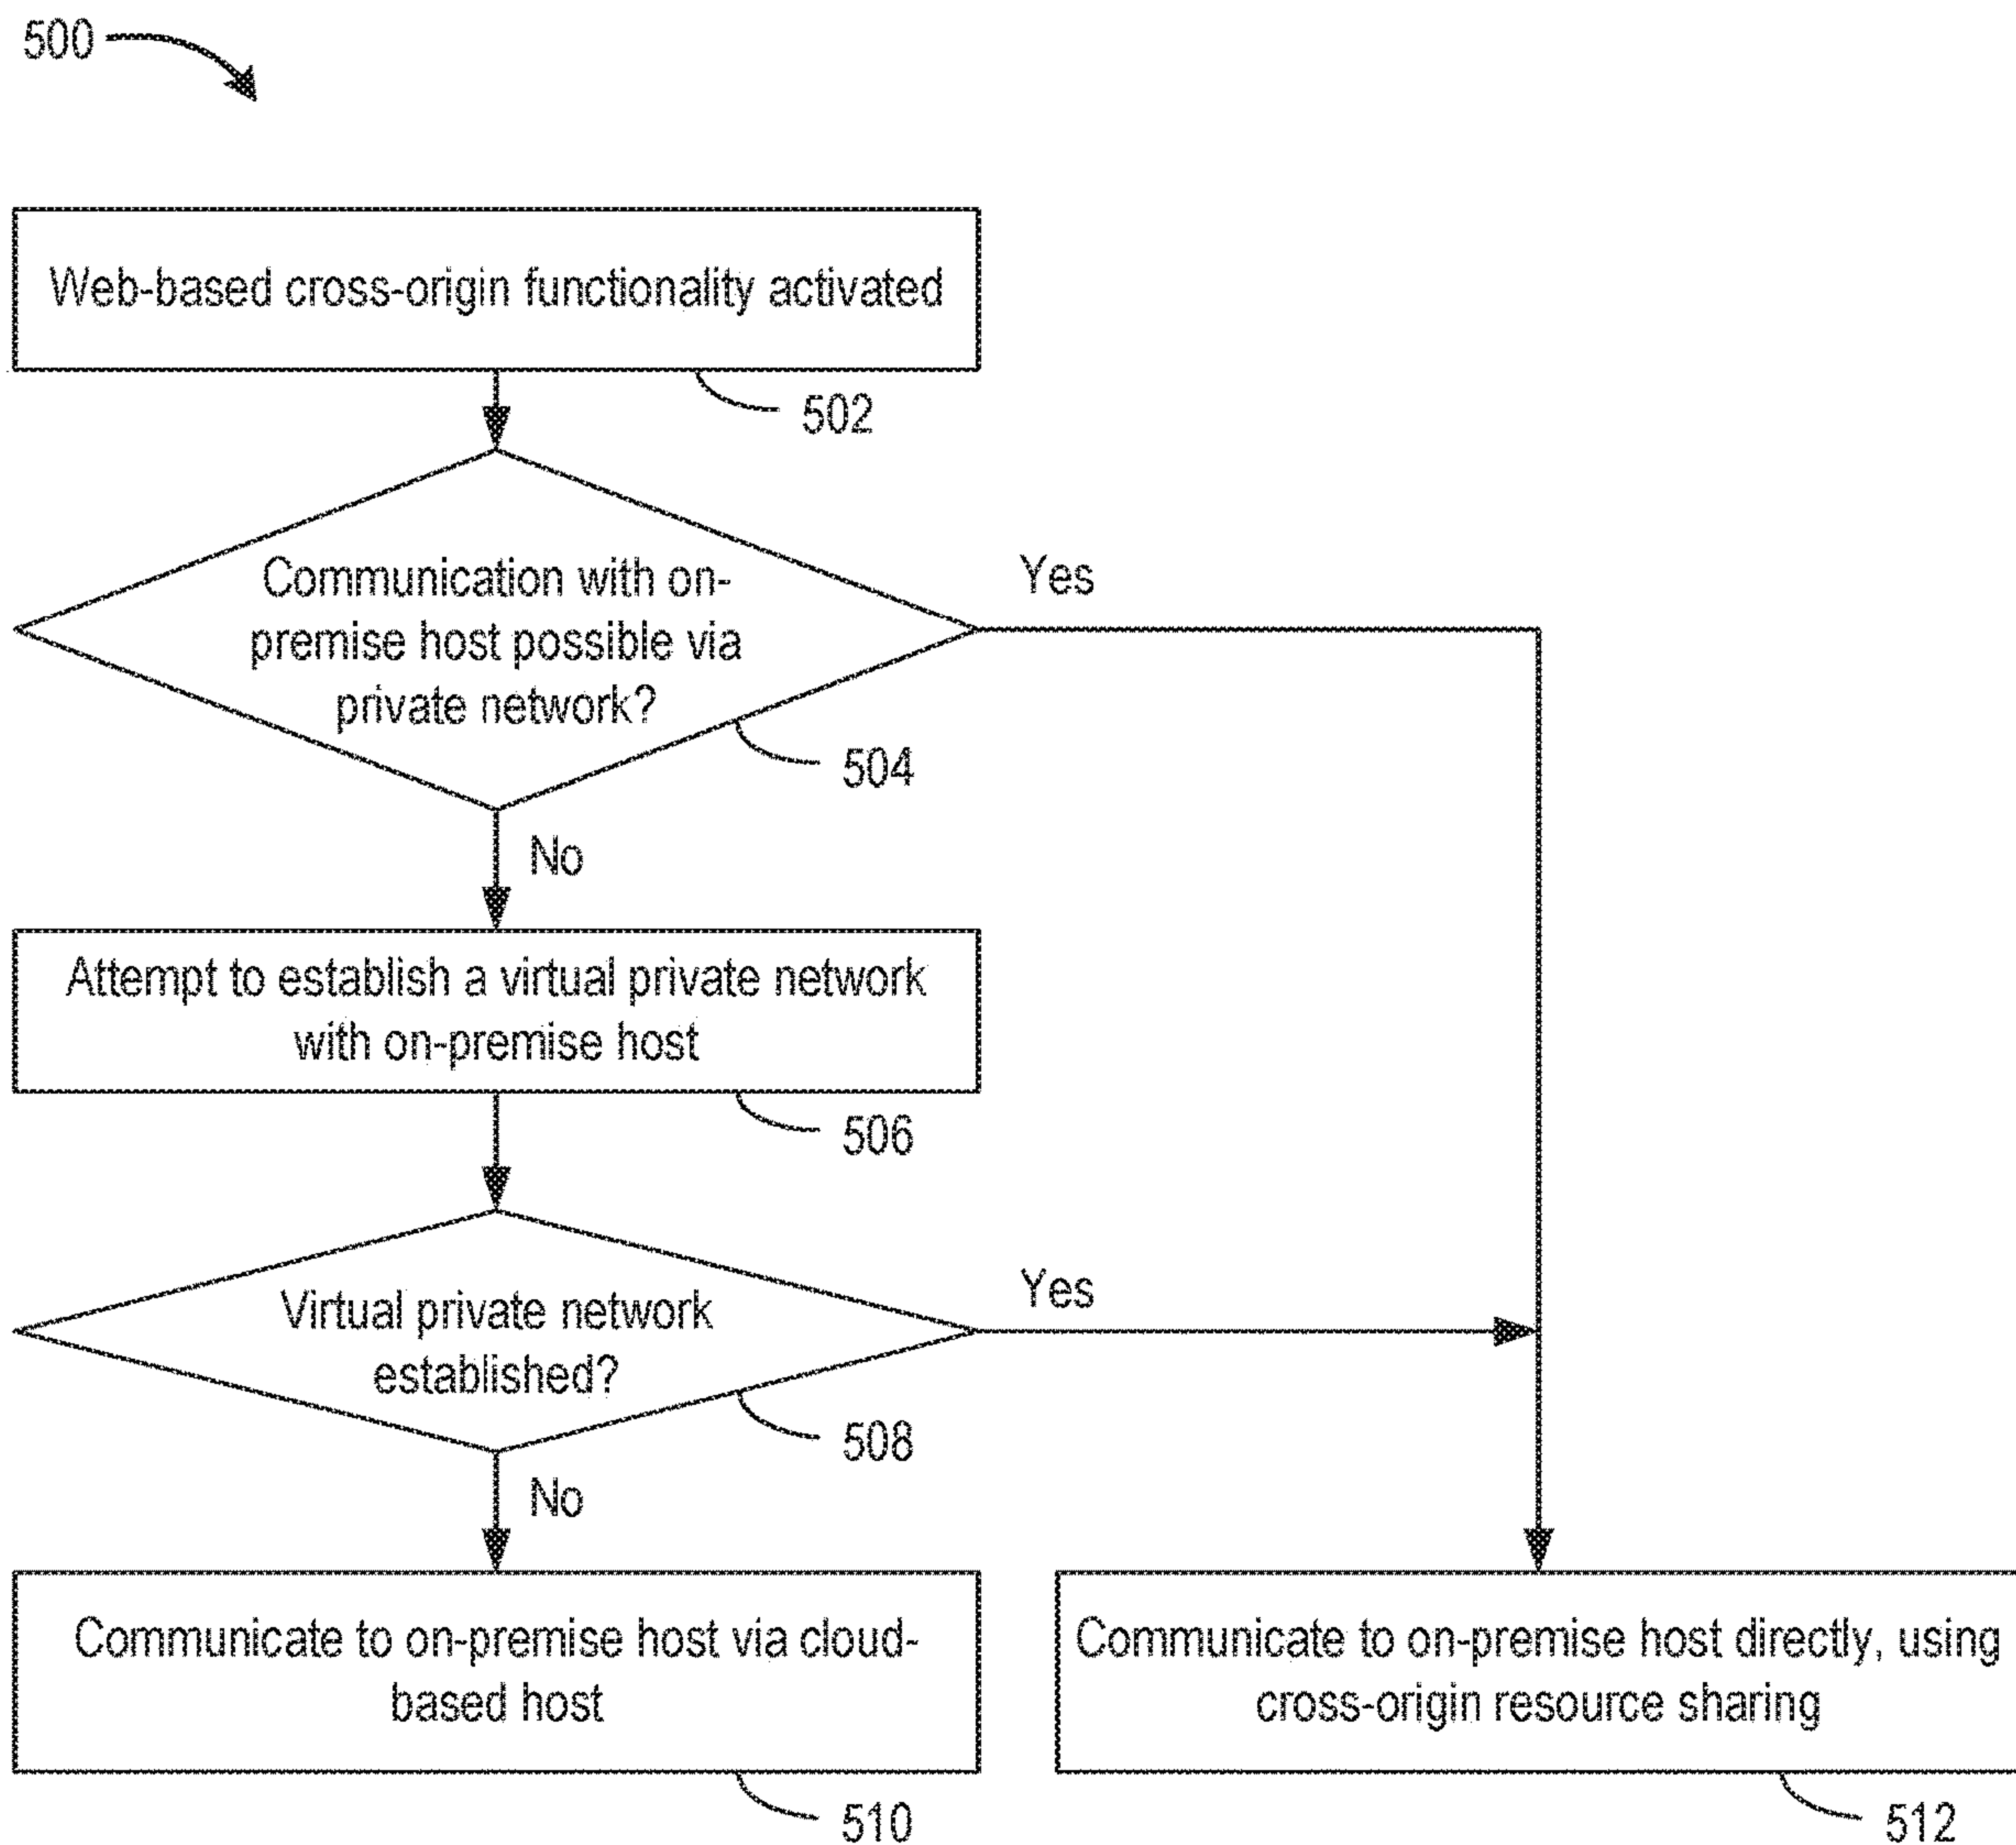 500
Web-based cross-origin functionality activated
502
Communication with on-
premise host possible via
private network?
Yes
504
No
Attempt to establish a virtual private network
with on-premise host
506
Virtual private network
established?
Yes
508
No
Communicate to on-premise host via cloud-
based host
510
Communicate to on-premise host directly, using
cross-origin resource sharing
512